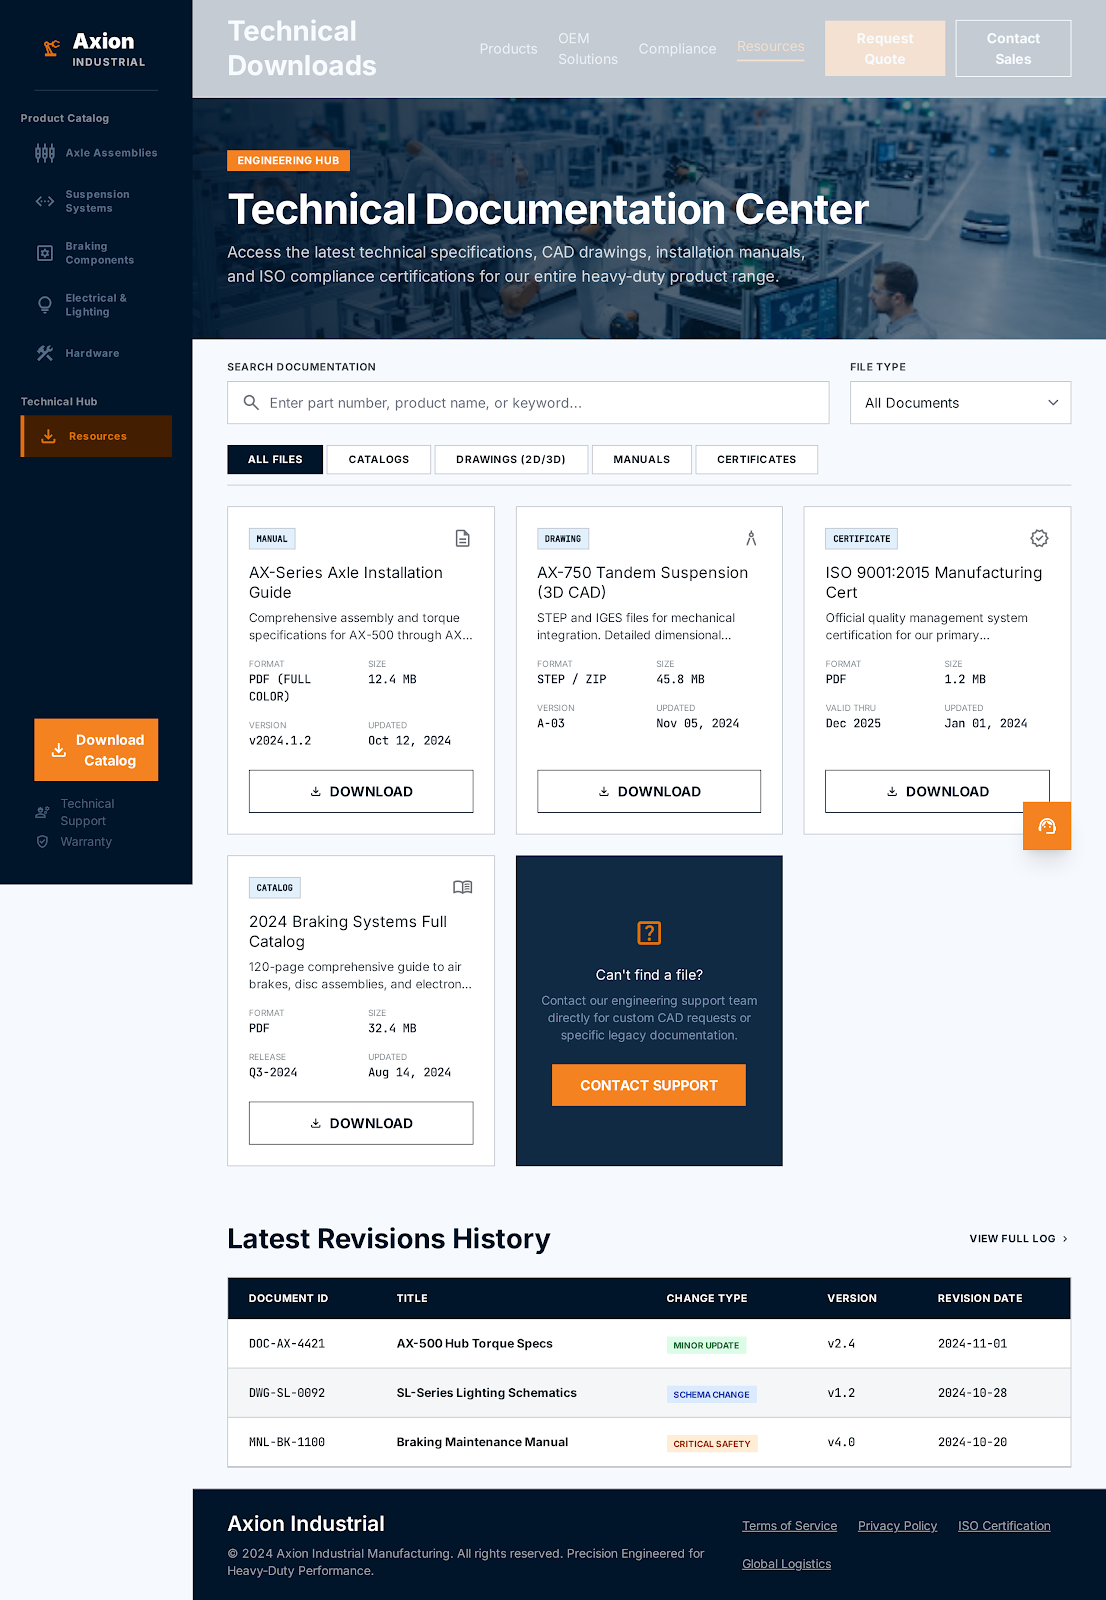 Axion
INDUSTRIAL
Product Catalog
Axle Assemblies
Suspension
Systems
Braking
Components
Electrical &
Lighting
Hardware
Technical Hub
Resources
Download
Catalog
Technical
Support
Warranty
Technical
Downloads
Products
OEM
Solutions
Compliance
Resources
Request
Quote
Contact
Sales
ENGINEERING HUB
Technical Documentation Center
Access the latest technical specifications, CAD drawings, installation manuals,
and ISO compliance certifications for our entire heavy-duty product range.
SEARCH DOCUMENTATION
Enter part number, product name, or keyword...
FILE TYPE
All Documents
ALL FILES
CATALOGS
DRAWINGS (2D/3D)
MANUALS
CERTIFICATES
MANUAL
AX-Series Axle Installation
Guide
Comprehensive assembly and torque
specifications for AX-500 through AX...
FORMAT
PDF (FULL
COLOR)
SIZE
12.4 MB
VERSION
v2024.1.2
UPDATED
Oct 12, 2024
DOWNLOAD
DRAWING
AX-750 Tandem Suspension
(3D CAD)
STEP and IGES files for mechanical
integration. Detailed dimensional...
FORMAT
STEP / ZIP
SIZE
45.8 MB
VERSION
A-03
UPDATED
Nov 05, 2024
DOWNLOAD
CERTIFICATE
ISO 9001:2015 Manufacturing
Cert
Official quality management system
certification for our primary...
FORMAT
PDF
SIZE
1.2 MB
VALID THRU
Dec 2025
UPDATED
Jan 01, 2024
DOWNLOAD
CATALOG
2024 Braking Systems Full
Catalog
120-page comprehensive guide to air
brakes, disc assemblies, and electron...
FORMAT
PDF
SIZE
32.4 MB
RELEASE
Q3-2024
UPDATED
Aug 14, 2024
DOWNLOAD
Can't find a file?
Contact our engineering support team
directly for custom CAD requests or
specific legacy documentation.
CONTACT SUPPORT
Latest Revisions History
VIEW FULL LOG
DOCUMENT ID TITLE CHANGE TYPE VERSION REVISION DATE
DOC-AX-4421 AX-500 Hub Torque Specs MINOR UPDATE v2.4 2024-11-01
DWG-SL-0092 SL-Series Lighting Schematics SCHEMA CHANGE v1.2 2024-10-28
MNL-BK-1100 Braking Maintenance Manual CRITICAL SAFETY v4.0 2024-10-20
Axion Industrial
© 2024 Axion Industrial Manufacturing. All rights reserved. Precision Engineered for
Heavy-Duty Performance.
Terms of Service
Privacy Policy
ISO Certification
Global Logistics